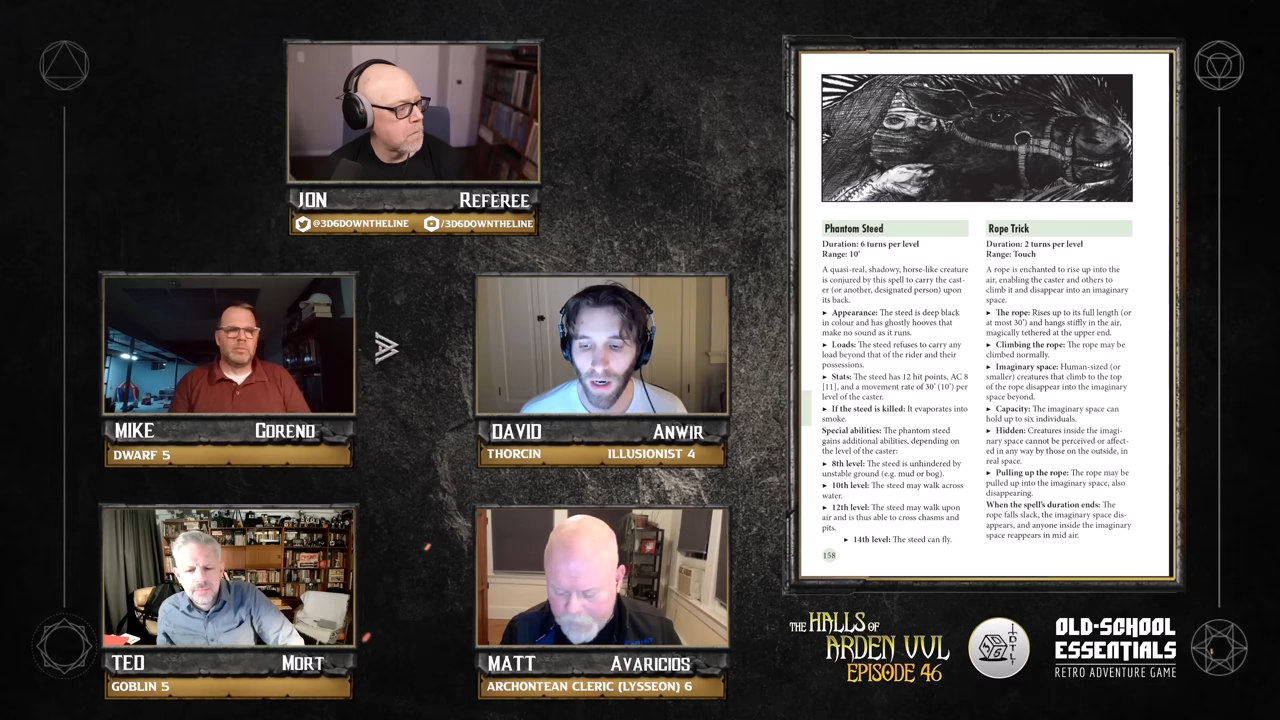 JON Referee
@3D6DOWNTHELINE /3D6DOWNTHELINE
MIKE Corend
DWARF 5
DAVID Anwir
THORCIN ILLUSIONIST 4
TED Mort
GOBLIN 5
MATT Avaricios
ARCHONTEAN CLERIC (LYSSEON) 6
Phantom Steed
Duration: 6 turns per level
Range: 10'
A quasi-real, shadowy, horse-like creature
is conjured by this spell to carry the cast-
er (or another, designated person) upon
its back.
► Appearance: The steed is deep black
in colour and has ghostly hooves that
make no sound as it runs.
► Loads: The steed refuses to carry any
load beyond that of the rider and their
possessions.
► Stats: The steed has 12 hit points, AC 8
[11], and a movement rate of 30' (10') per
level of the caster.
► If the steed is killed: It evaporates into
smoke.
Special abilities: The phantom steed
gains additional abilities, depending on
the level of the caster:
► 8th level: The steed is unhindered by
unstable ground (e.g. mud or bog).
► 10th level: The steed may walk across
water.
► 12th level: The steed may walk upon
air and is thus able to cross chasms and
pits.
► 14th level: The steed can fly.
158
Rope Trick
Duration: 2 turns per level
Range: Touch
A rope is enchanted to rise up into the
air, enabling the caster and others to
climb it and disappear into an imaginary
space.
► The rope: Rises up to its full length (or
at most 30') and hangs stiffly in the air,
magically tethered at the upper end.
► Climbing the rope: The rope may be
climbed normally.
► Imaginary space: Human-sized (or
smaller) creatures that climb to the top
of the rope disappear into the imaginary
space beyond.
► Capacity: The imaginary space can
hold up to six individuals.
► Hidden: Creatures inside the imagi-
nary space cannot be perceived or affect-
ed in any way by those on the outside, in
real space.
► Pulling up the rope: The rope may be
pulled up into the imaginary space, also
disappearing.
When the spell's duration ends: The
rope falls slack, the imaginary space dis-
appears, and anyone inside the imaginary
space reappears in mid air.
THE HALLS OF
ARDEN VUL
EPISODE 46
3D6
DTL
OLD-SCHOOL
ESSENTIALS
RETRO ADVENTURE GAME